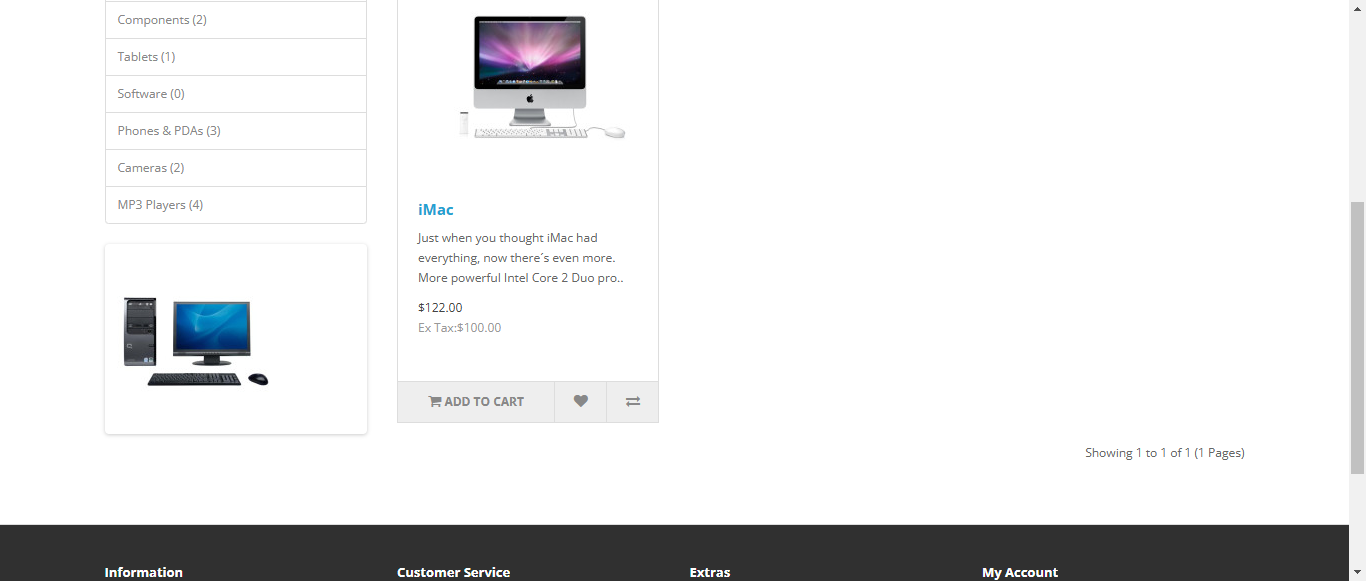 Components (2)
Tablets (1)
Software (0)
Phones & PDAs (3)
Cameras (2)
MP3 Players (4)
iMac
Just when you thought iMac had
everything, now there´s even more.
More powerful Intel Core 2 Duo pro..
$122.00
Ex Tax:$100.00
ADD TO CART
Showing 1 to 1 of 1 (1 Pages)
Information
Customer Service
Extras
My Account